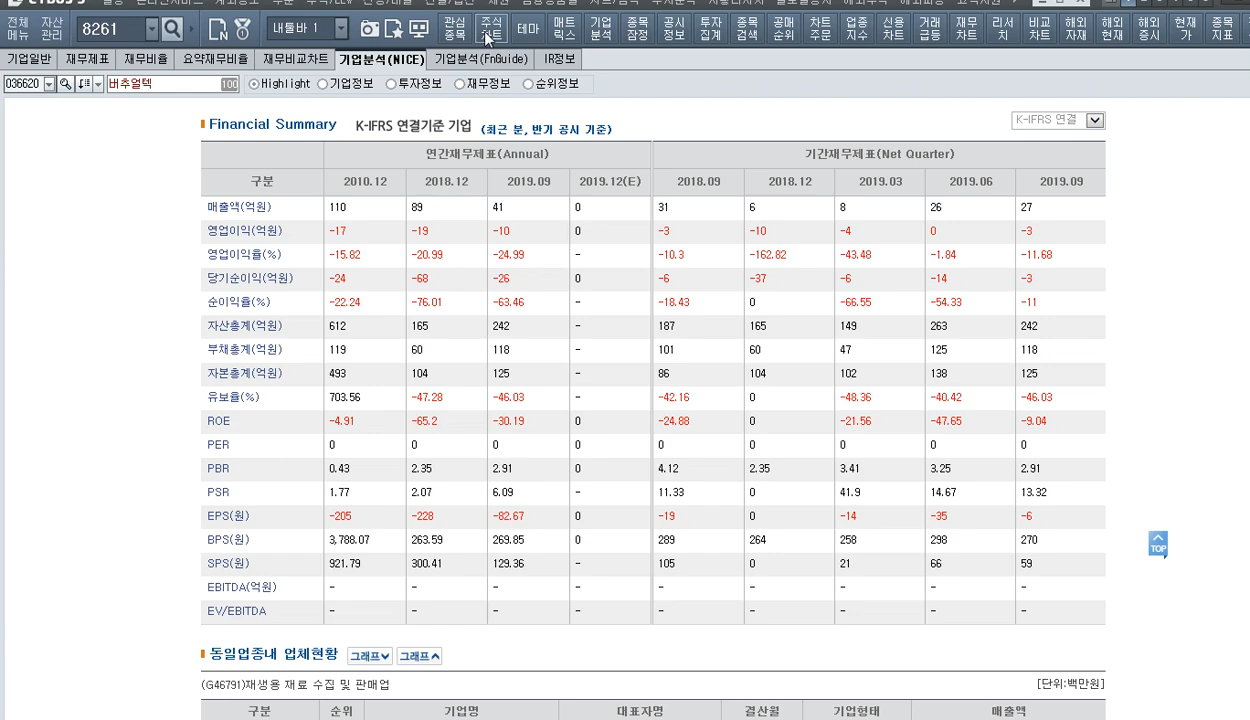 전체 메뉴 자산 관리 8261 내툴바 1 관심 종목 주식 차트 테마 매트릭스 기업 분석 종목 잠정 공시 정보 투자 집계 종목 검색 공매 순위 차트 주문 업종 지수 신용 차트 거래 급등 재무 차트 리서치 비교 차트 해외 자재 해외 현재 해외 증시 현재가 종목 지표
기업일반 재무제표 재무비율 요약재무비율 재무비교차트 기업분석(NICE) 기업분석(FnGuide) IR정보
036620 버추얼텍 100 Highlight 기업정보 투자정보 재무정보 순위정보
Financial Summary K-IFRS 연결기준 기업 (최근 분, 반기 공시 기준) K-IFRS 연결
연간재무제표(Annual) 기간재무제표(Net Quarter)
구분 2010.12 2018.12 2019.09 2019.12(E) 2018.09 2018.12 2019.03 2019.06 2019.09
매출액(억원) 110 89 41 0 31 6 8 26 27
영업이익(억원) -17 -19 -10 0 -3 -10 -4 0 -3
영업이익률(%) -15.82 -20.99 -24.99 - -10.3 -162.82 -43.48 -1.84 -11.68
당기순이익(억원) -24 -68 -26 0 -6 -37 -6 -14 -3
순이익률(%) -22.24 -76.01 -63.46 - -18.43 0 -66.55 -54.33 -11
자산총계(억원) 612 165 242 - 187 165 149 263 242
부채총계(억원) 119 60 118 - 101 60 47 125 118
자본총계(억원) 493 104 125 - 86 104 102 138 125
유보율(%) 703.56 -47.28 -46.03 - -42.16 0 -48.36 -40.42 -46.03
ROE -4.91 -65.2 -30.19 0 -24.88 0 -21.56 -47.65 -9.04
PER 0 0 0 0 0 0 0 0 0
PBR 0.43 2.35 2.91 0 4.12 2.35 3.41 3.25 2.91
PSR 1.77 2.07 6.09 - 11.33 0 41.9 14.67 13.32
EPS(원) -205 -228 -82.67 0 -19 0 -14 -35 -6
BPS(원) 3,788.07 263.59 269.85 0 289 264 258 298 270
SPS(원) 921.79 300.41 129.36 - 105 0 21 66 59
EBITDA(억원) - - - - - - - - -
EV/EBITDA - - - - - - - - -
TOP
동일업종내 업체현황 그래프 그래프
(G46791)재생용 재료 수집 및 판매업 [단위:백만원]
구분 순위 기업명 대표자명 결산월 기업형태 매출액